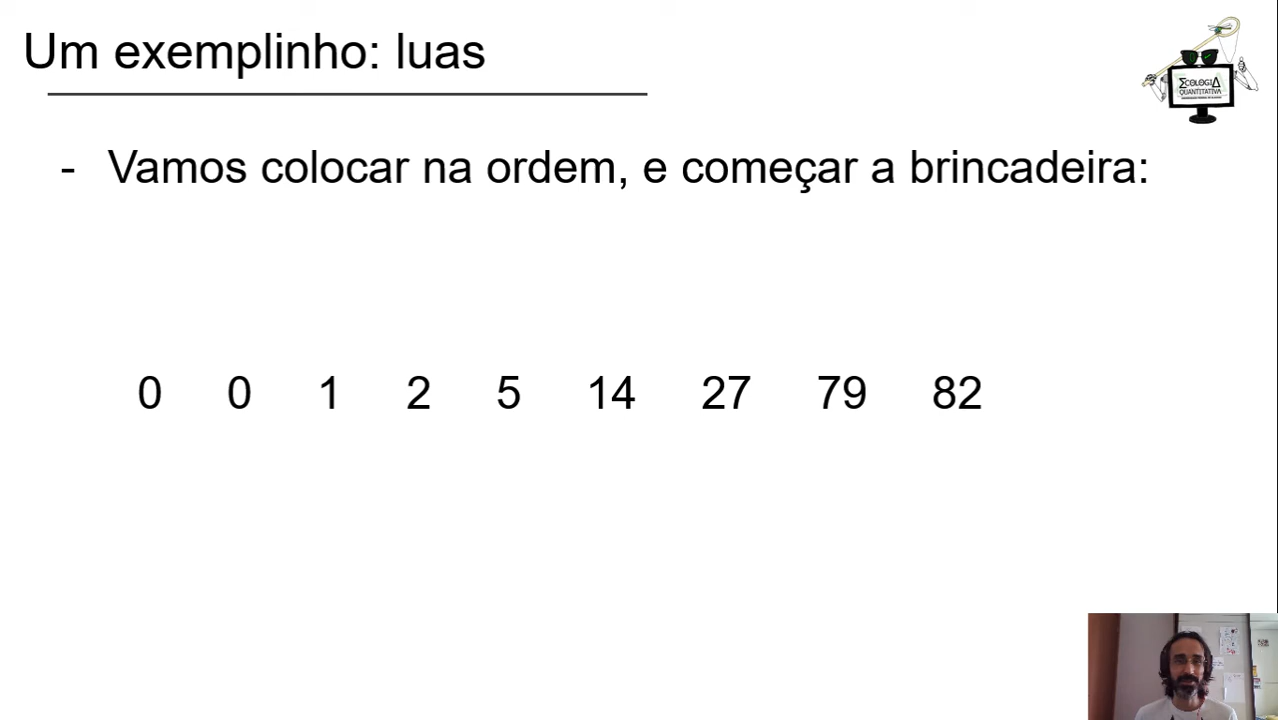 Um exemplinho: luas
ΣCOLOGIΔ
QUANTITATIVA
- Vamos colocar na ordem, e começar a brincadeira:
0 0 1 2 5 14 27 79 82